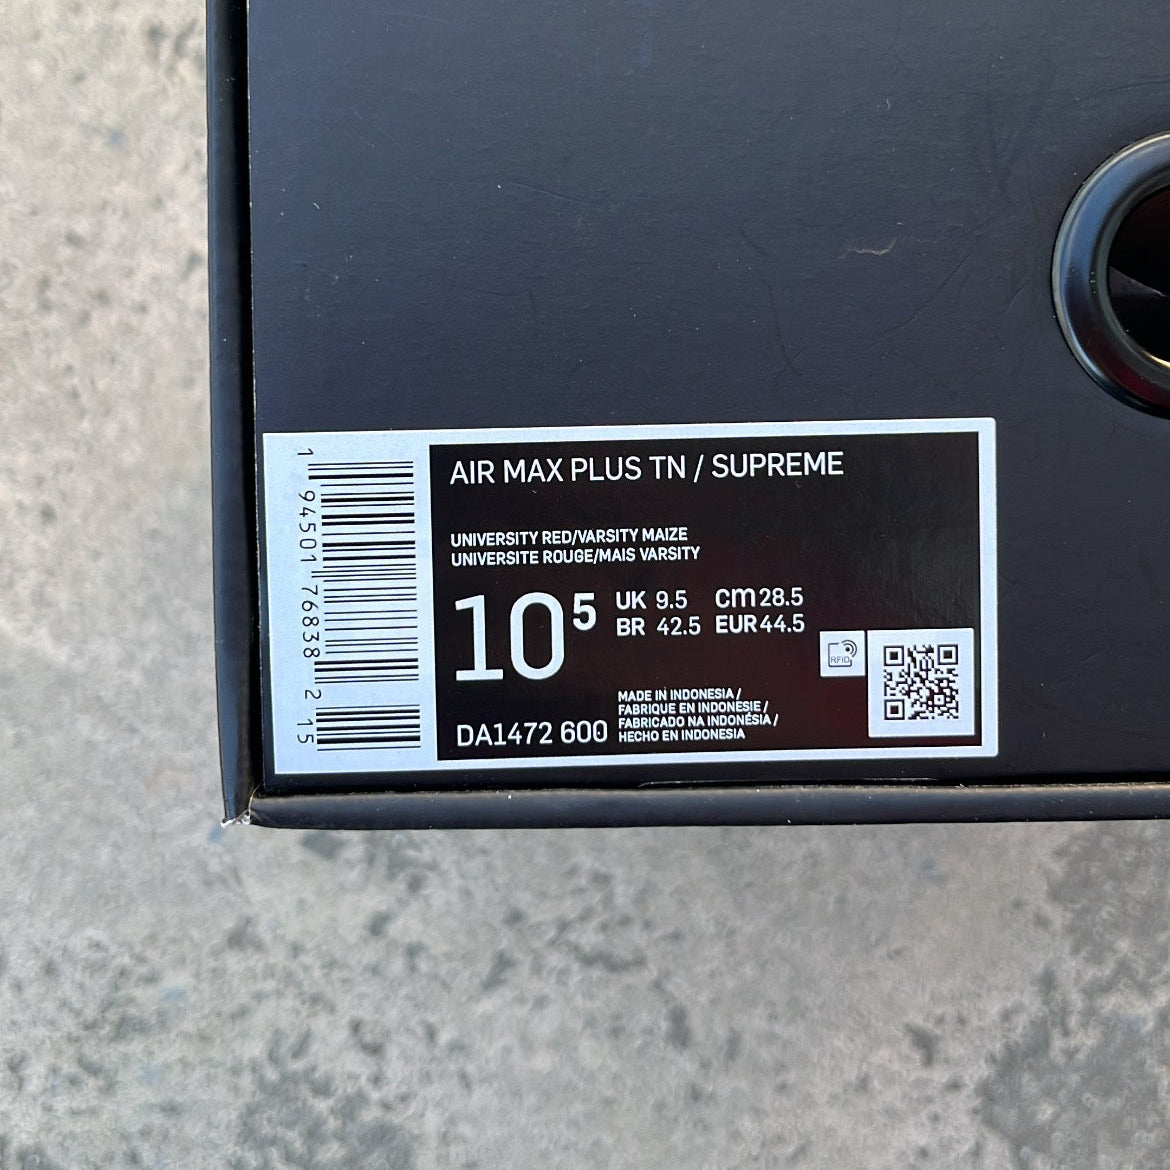 AIR MAX PLUS TN / SUPREME
UNIVERSITY RED/VARSITY MAIZE
UNIVERSITE ROUGE/MAIS VARSITY
10⁵ UK 9.5 CM 28.5
BR 42.5 EUR 44.5
RFID
MADE IN INDONESIA /
FABRIQUE EN INDONESIE /
FABRICADO NA INDONÉSIA /
HECHO EN INDONESIA
DA1472 600
1 94501 76838 2 15